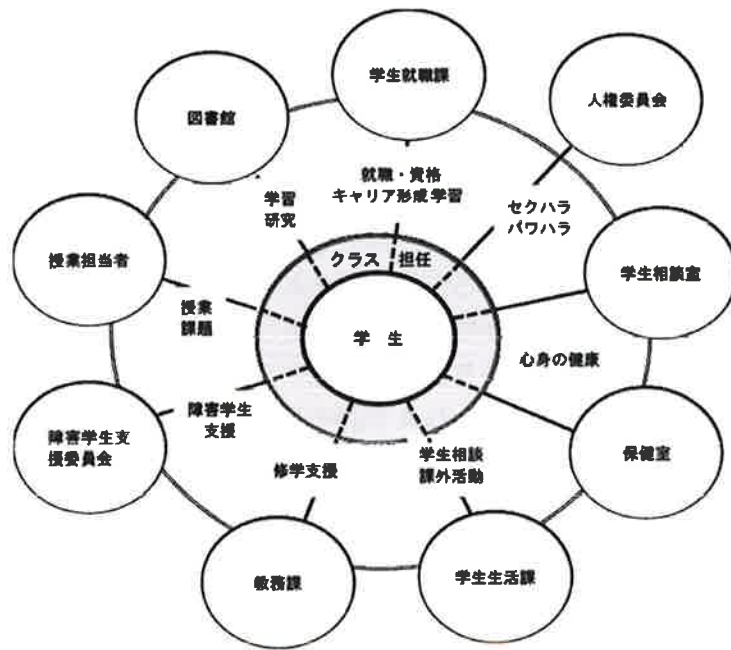 学生就職課
人権委員会
図書館
就職・資格
キャリア形成学習
学習
研究
セクハラ
パワハラ
授業担当者
クラス 担任
学生相談室
授業
課題
学 生
心身の健康
障害学生支
援委員会
障害学生
支援
修学支援
学生相談
課外活動
保健室
教務課
学生生活課